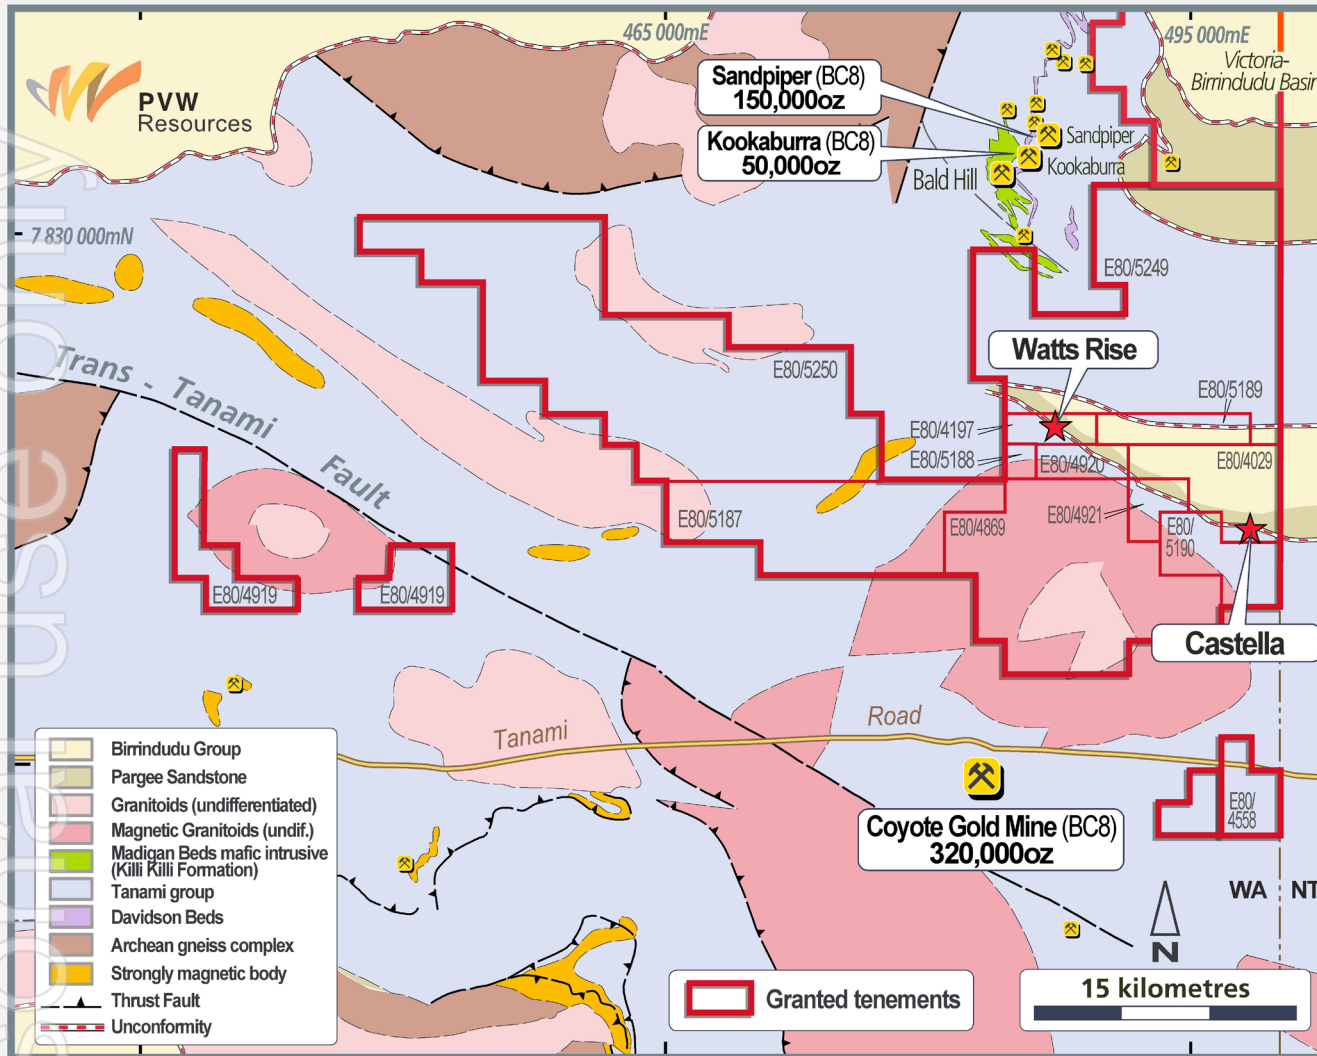 465 000mE
495 000mE
Victoria-
Birrindudu Basin
PVW
Resources
Sandpiper (BC8)
150,000oz
Kookaburra (BC8)
50,000oz
Sandpiper
Kookaburra
Bald Hill
7 830 000mN
E80/5249
Watts Rise
E80/5250
E80/5189
Trans - Tanami
Fault
E80/4197
E80/5188
E80/4920
E80/4029
E80/5187
E80/4869
E80/4921
E80/
5190
E80/4919
E80/4919
Castella
Tanami
Road
E80/
4558
Coyote Gold Mine (BC8)
320,000oz
WA
NT
N
15 kilometres
Granted tenements
Birrindudu Group
Pargee Sandstone
Granitoids (undifferentiated)
Magnetic Granitoids (undif.)
Madigan Beds mafic intrusive
(Killi Killi Formation)
Tanami group
Davidson Beds
Archean gneiss complex
Strongly magnetic body
Thrust Fault
Unconformity
use only